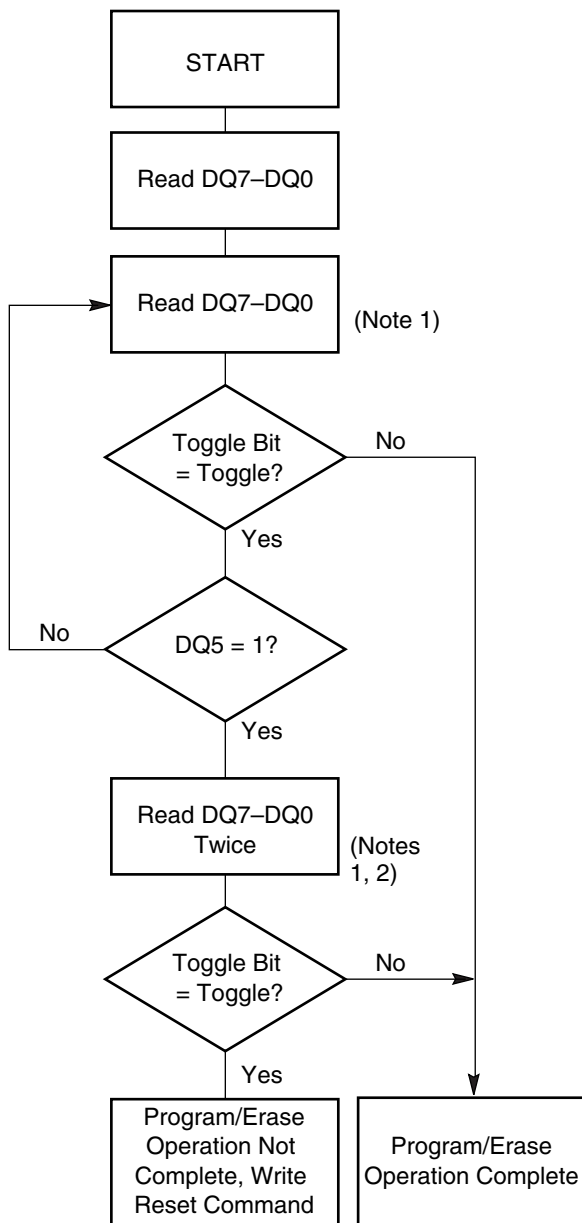 START
Read DQ7–DQ0
Read DQ7–DQ0
(Note 1)
Toggle Bit
= Toggle?
No
Yes
No
DQ5 = 1?
Yes
Read DQ7–DQ0
Twice
(Notes
1, 2)
Toggle Bit
= Toggle?
No
Yes
Program/Erase
Operation Not
Complete, Write
Reset Command
Program/Erase
Operation Complete